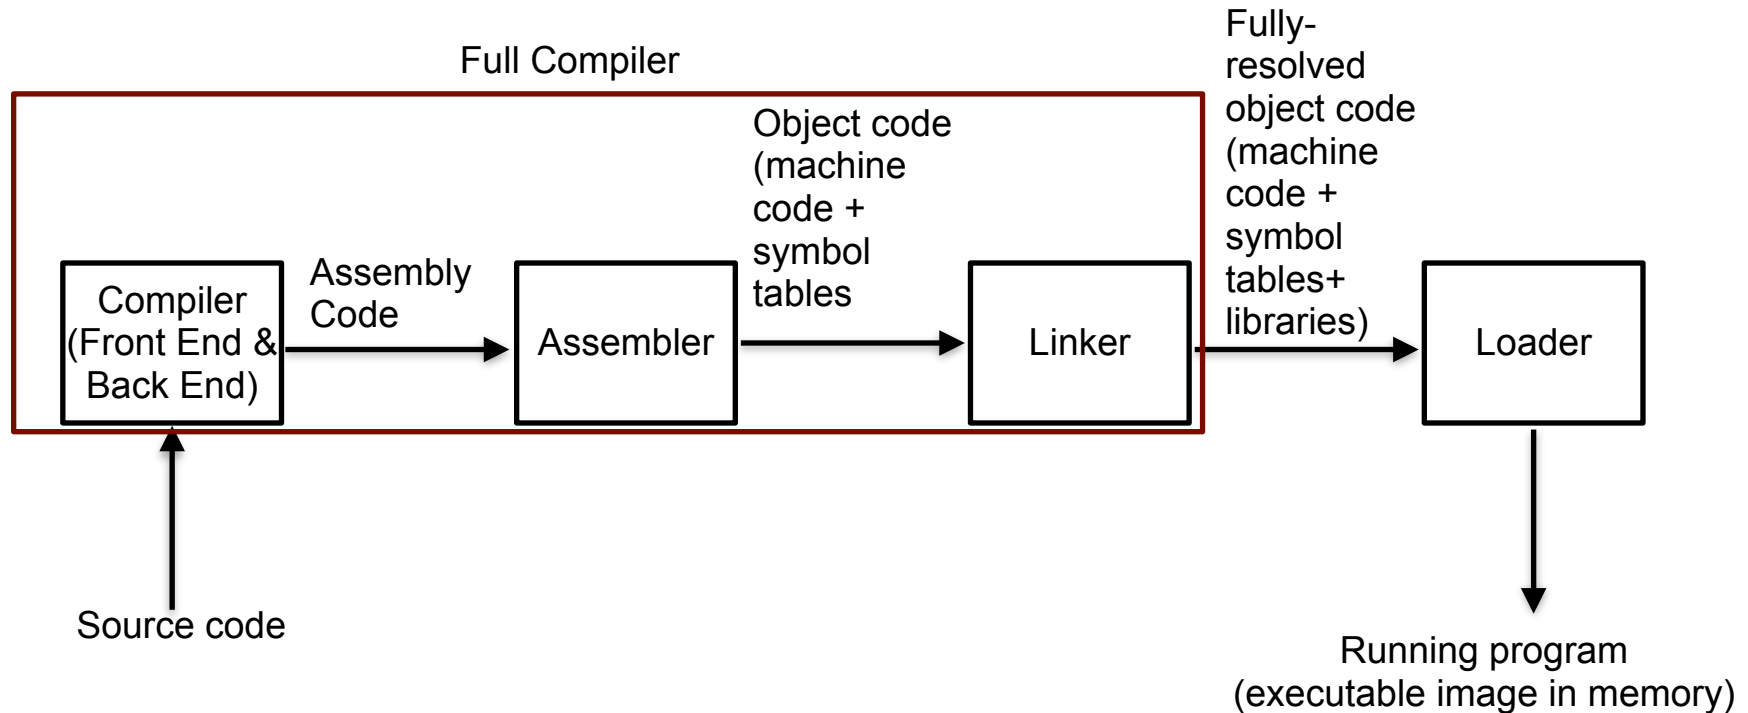 Full Compiler
Compiler
(Front End &
Back End)
Assembly
Code
Assembler
Object code
(machine
code +
symbol
tables
Linker
Fully-
resolved
object code
(machine
code +
symbol
tables+
libraries)
Loader
Source code
Running program
(executable image in memory)